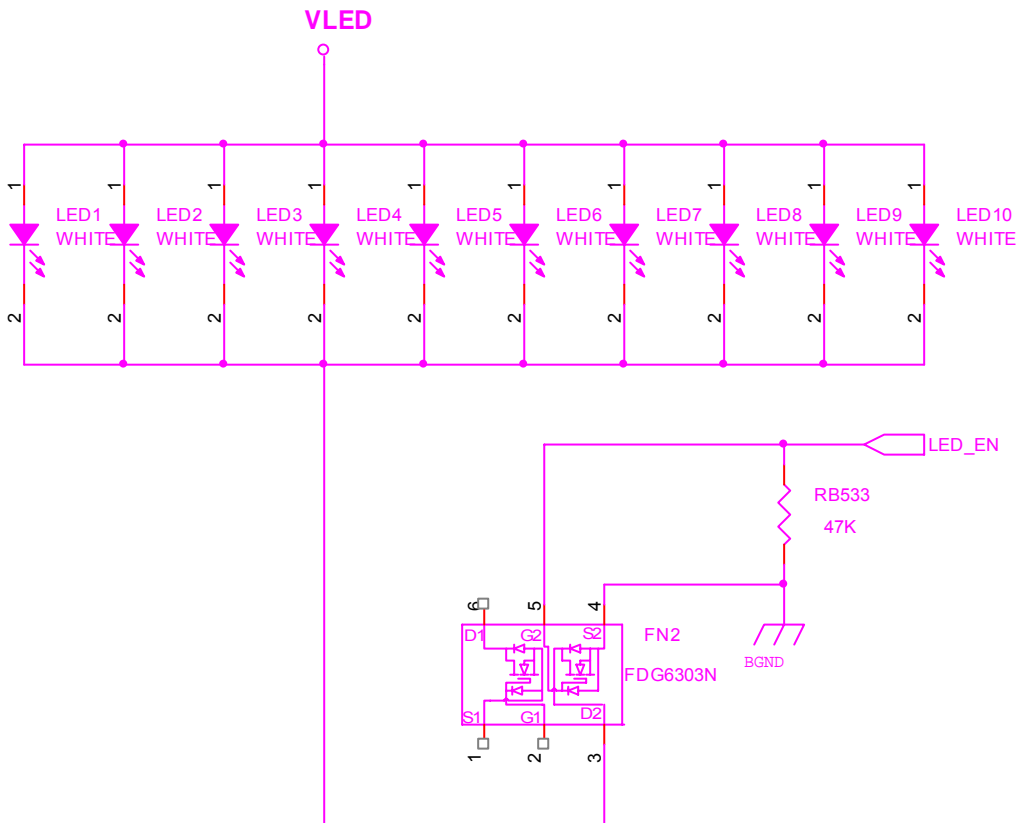 VLED
1 1 1 1 1 1 1 1 1 1
LED1 LED2 LED3 LED4 LED5 LED6 LED7 LED8 LED9 LED10
WHITE WHITE WHITE WHITE WHITE WHITE WHITE WHITE WHITE WHITE
2 2 2 2 2 2 2 2 2 2
LED_EN
RB533
47K
6 5 4
D1 G2 S2 FN2
BGND
FDG6303N
S1 G1 D2
1 2 3